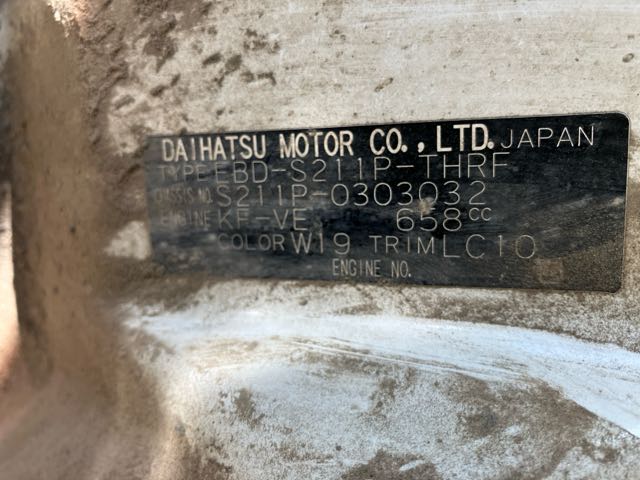 DAIHATSU MOTOR CO., LTD. JAPAN
TYPE EBD-S211P-THRF
CHASSIS NO. S211P-0303032
ENGINE KF-VE 658CC
COLOR W19 TRIM LC10
ENGINE NO.